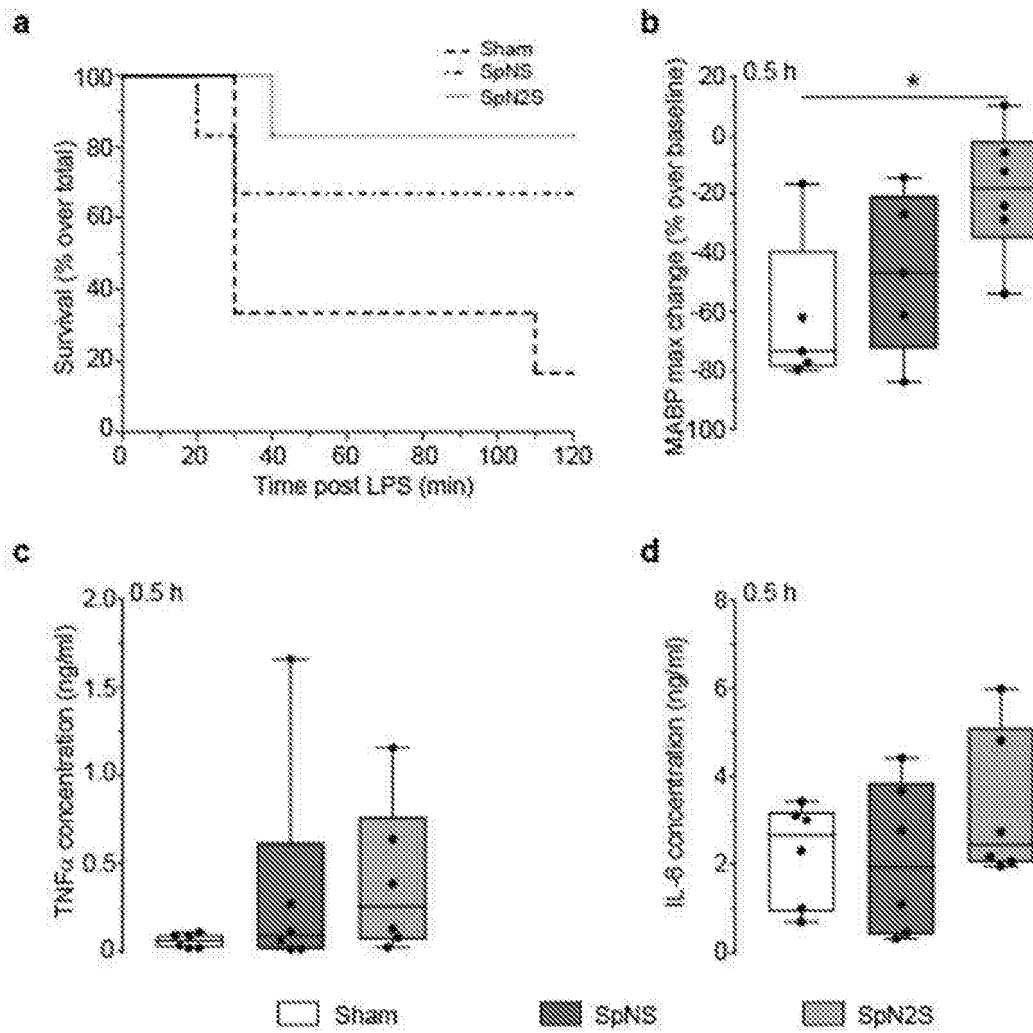 a
Sham
SpNS
SpN2S
Survival (% over total)
100
80
60
40
20
0
0 20 40 60 80 100 120
Time post LPS (min)
b
0.5 h
*
MABP max change (% over baseline)
20
0
-20
-40
-60
-80
100
c
0.5 h
TNFα concentration (ng/ml)
2.0
1.5
1.0
0.5
0
d
0.5 h
IL-6 concentration (ng/ml)
8
6
4
2
0
Sham SpNS SpN2S